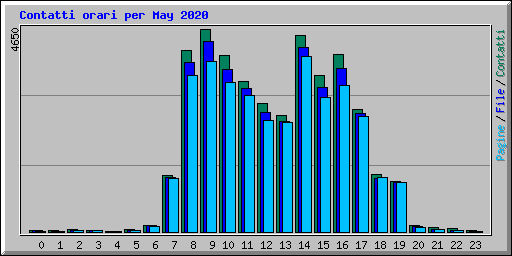 Contatti orari per May 2020
4650
Pagine/File/Contatti
0 1 2 3 4 5 6 7 8 9 10 11 12 13 14 15 16 17 18 19 20 21 22 23